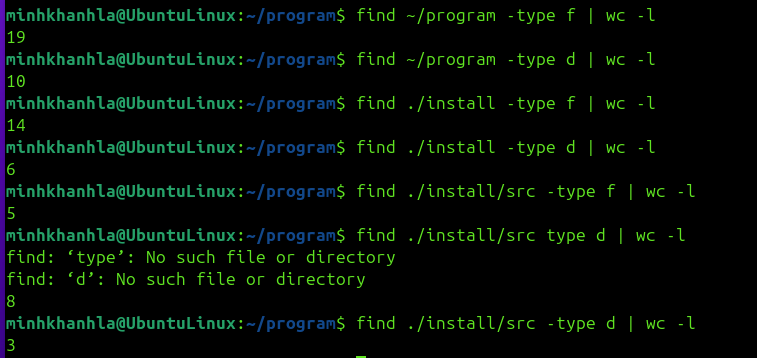 minhkhanhla@UbuntuLinux:~/program$ find ~/program -type f | wc -l
19
minhkhanhla@UbuntuLinux:~/program$ find ~/program -type d | wc -l
10
minhkhanhla@UbuntuLinux:~/program$ find ./install -type f | wc -l
14
minhkhanhla@UbuntuLinux:~/program$ find ./install -type d | wc -l
6
minhkhanhla@UbuntuLinux:~/program$ find ./install/src -type f | wc -l
5
minhkhanhla@UbuntuLinux:~/program$ find ./install/src type d | wc -l
find: ‘type’: No such file or directory
find: ‘d’: No such file or directory
8
minhkhanhla@UbuntuLinux:~/program$ find ./install/src -type d | wc -l
3